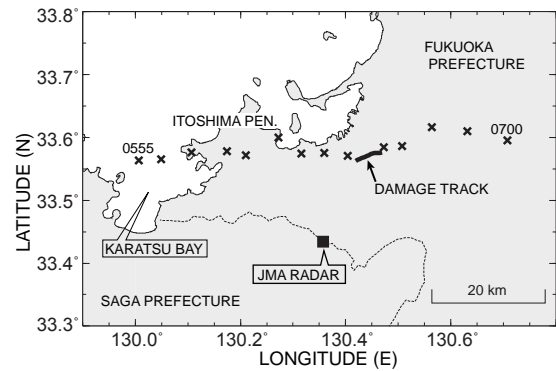 33.8°
33.7°
33.6°
33.5°
33.4°
33.3°
LATITUDE (N)
FUKUOKA
PREFECTURE
ITOSHIMA PEN.
0555
0700
DAMAGE TRACK
KARATSU BAY
JMA RADAR
20 km
SAGA PREFECTURE
130.0° 130.2° 130.4° 130.6°
LONGITUDE (E)